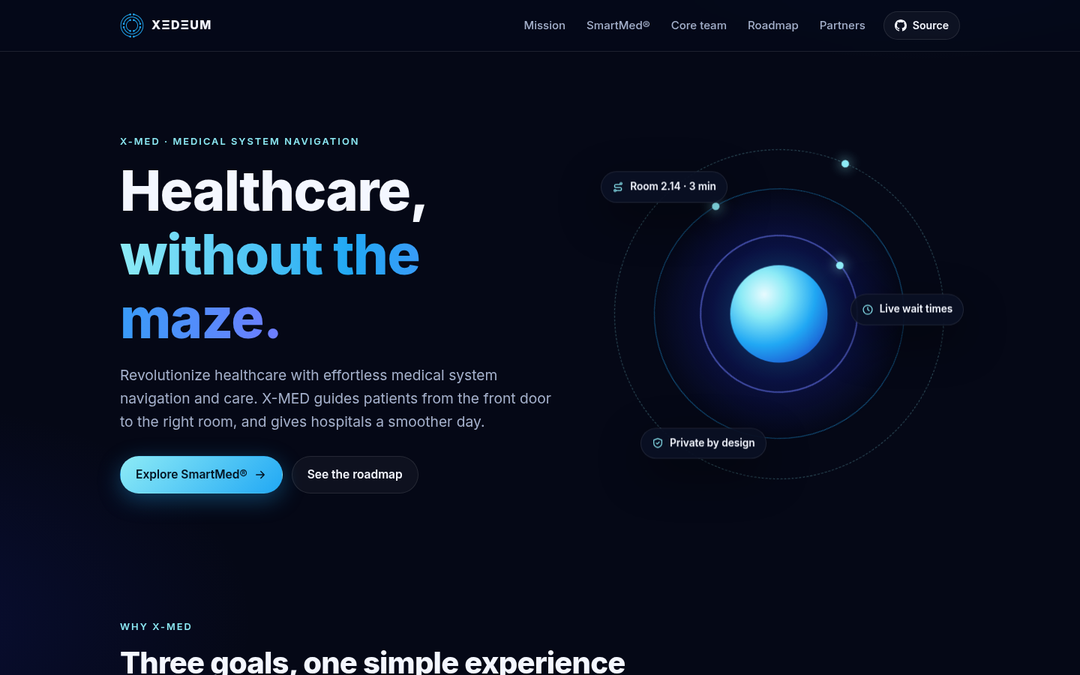 XΞDΞUM
Mission
SmartMed®
Core team
Roadmap
Partners
Source
X-MED · MEDICAL SYSTEM NAVIGATION
Healthcare,
without the
maze.
Revolutionize healthcare with effortless medical system
navigation and care. X-MED guides patients from the front door
to the right room, and gives hospitals a smoother day.
Explore SmartMed® →
See the roadmap
Room 2.14 · 3 min
Live wait times
Private by design
WHY X-MED
Three goals, one simple experience